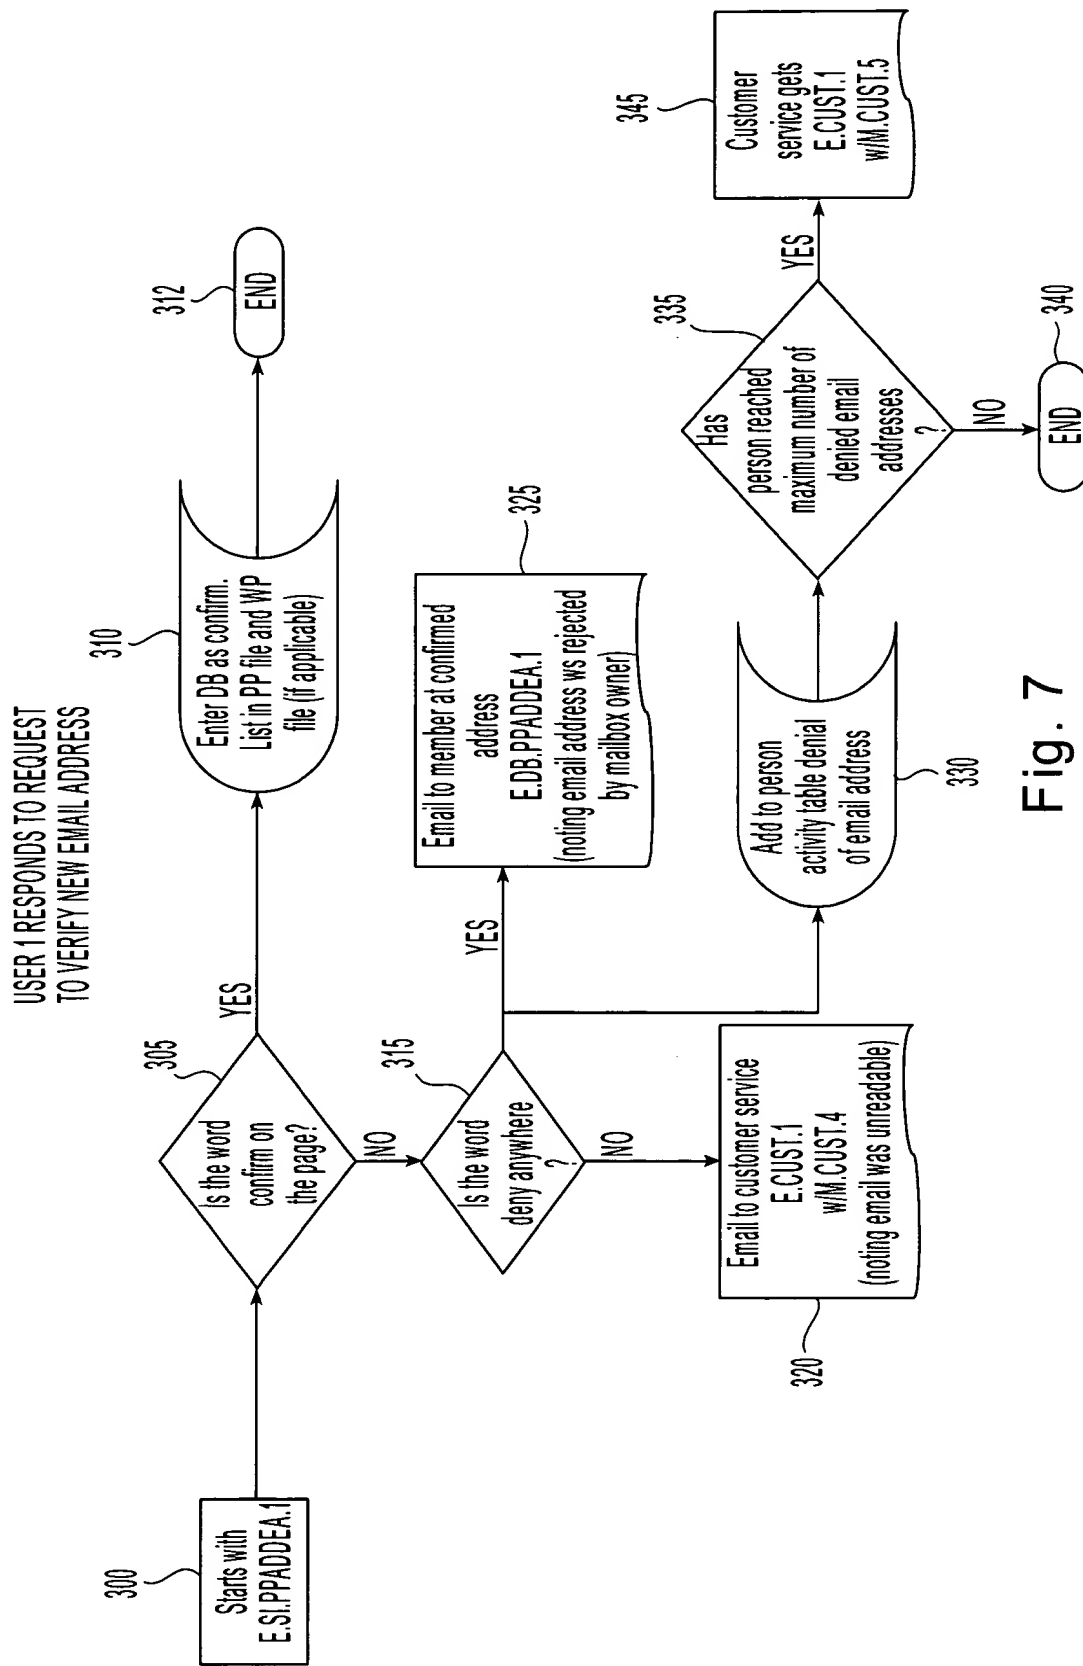 USER 1 RESPONDS TO REQUEST
TO VERIFY NEW EMAIL ADDRESS
300
Starts with
E.SI.PPADDEA.1
305
Is the word
confirm on
the page?
YES
NO
310
Enter DB as confirm.
List in PP file and WP
file (if applicable)
312
END
315
Is the word
deny anywhere
?
YES
NO
325
Email to member at confirmed
address
E.DB.PPADDEA.1
(noting email address ws rejected
by mailbox owner)
320
Email to customer service
E.CUST.1
w/M.CUST.4
(noting email was unreadable)
330
Add to person
activity table denial
of email address
335
Has
person reached
maximum number of
denied email
addresses
?
YES
NO
345
Customer
service gets
E.CUST.1
w/M.CUST.5
340
END
Fig. 7